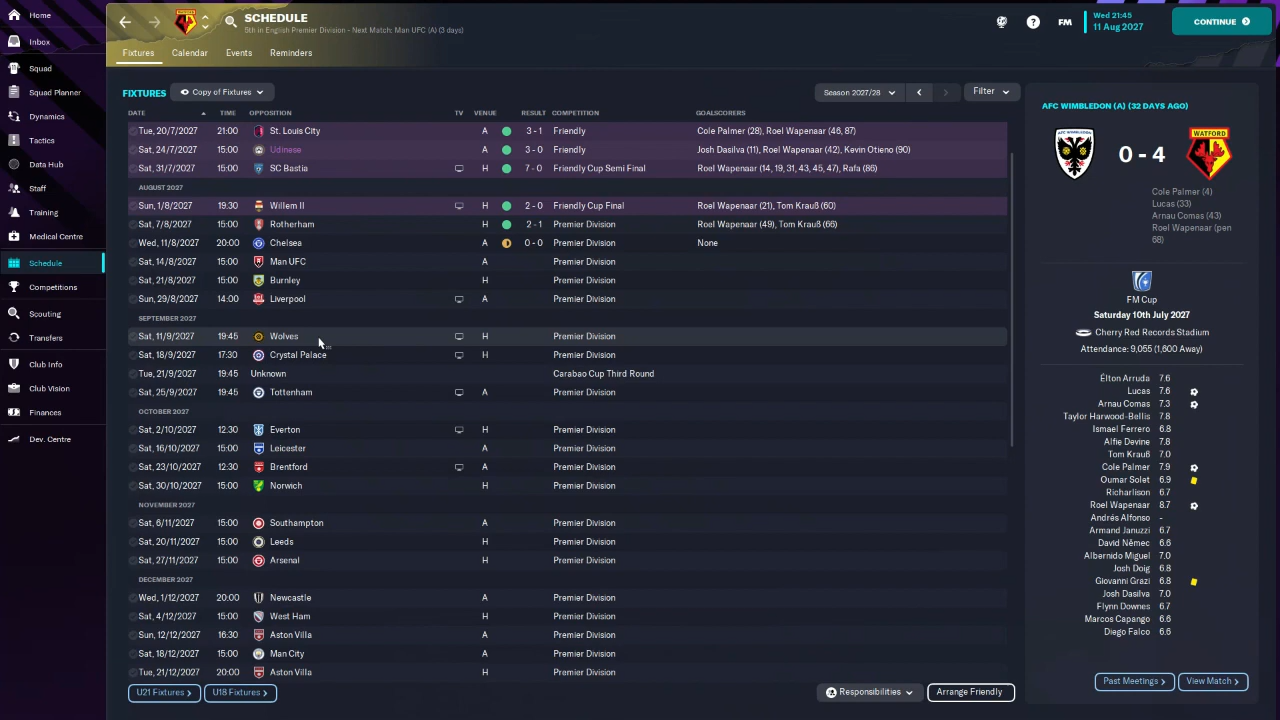 Home
Inbox
Squad
Squad Planner
Dynamics
Tactics
Data Hub
Staff
Training
Medical Centre
Schedule
Competitions
Scouting
Transfers
Club Info
Club Vision
Finances
Dev. Centre
SCHEDULE
5th in English Premier Division - Next Match: Man UFC (A) (3 days)
FM
Wed 21:45
11 Aug 2027
CONTINUE
Fixtures Calendar Events Reminders
FIXTURES Copy of Fixtures Season 2027/28 Filter
DATE TIME OPPOSITION TV VENUE RESULT COMPETITION GOALSCORERS
Tue, 20/7/2027 21:00 St. Louis City A 3 - 1 Friendly Cole Palmer (28), Roel Wapenaar (46, 87)
Sat, 24/7/2027 15:00 Udinese A 3 - 0 Friendly Josh Dasilva (11), Roel Wapenaar (42), Kevin Otieno (90)
Sat, 31/7/2027 15:00 SC Bastia H 7 - 0 Friendly Cup Semi Final Roel Wapenaar (14, 19, 31, 43, 45, 47), Rafa (86)
AUGUST 2027
Sun, 1/8/2027 19:30 Willem II H 2 - 0 Friendly Cup Final Roel Wapenaar (21), Tom Krauß (60)
Sat, 7/8/2027 15:00 Rotherham H 2 - 1 Premier Division Roel Wapenaar (49), Tom Krauß (66)
Wed, 11/8/2027 20:00 Chelsea A 0 - 0 Premier Division None
Sat, 14/8/2027 15:00 Man UFC A Premier Division
Sat, 21/8/2027 15:00 Burnley H Premier Division
Sun, 29/8/2027 14:00 Liverpool A Premier Division
SEPTEMBER 2027
Sat, 11/9/2027 19:45 Wolves H Premier Division
Sat, 18/9/2027 17:30 Crystal Palace H Premier Division
Tue, 21/9/2027 19:45 Unknown Carabao Cup Third Round
Sat, 25/9/2027 19:45 Tottenham A Premier Division
OCTOBER 2027
Sat, 2/10/2027 12:30 Everton H Premier Division
Sat, 16/10/2027 15:00 Leicester A Premier Division
Sat, 23/10/2027 12:30 Brentford A Premier Division
Sat, 30/10/2027 15:00 Norwich H Premier Division
NOVEMBER 2027
Sat, 6/11/2027 15:00 Southampton A Premier Division
Sat, 20/11/2027 15:00 Leeds H Premier Division
Sat, 27/11/2027 15:00 Arsenal H Premier Division
DECEMBER 2027
Wed, 1/12/2027 20:00 Newcastle A Premier Division
Sat, 4/12/2027 15:00 West Ham H Premier Division
Sun, 12/12/2027 16:30 Aston Villa A Premier Division
Sat, 18/12/2027 15:00 Man City A Premier Division
Tue, 21/12/2027 20:00 Aston Villa H Premier Division
U21 Fixtures U18 Fixtures Responsibilities Arrange Friendly
AFC WIMBLEDON (A) (32 DAYS AGO)
WATFORD
0 - 4
Cole Palmer (4)
Lucas (33)
Arnau Comas (43)
Roel Wapenaar (pen
68)
FM Cup
Saturday 10th July 2027
Cherry Red Records Stadium
Attendance: 9,055 (1,600 Away)
Élton Arruda 7.6
Lucas 7.6
Arnau Comas 7.3
Taylor Harwood-Bellis 7.8
Ismael Ferrero 6.8
Alfie Devine 7.8
Tom Krauß 7.0
Cole Palmer 7.9
Oumar Solet 6.9
Richarlison 6.7
Roel Wapenaar 8.7
Andrés Alfonso -
Armand Januzzi 6.7
David Němec 6.6
Albernido Miguel 7.0
Josh Doig 6.8
Giovanni Grazi 6.8
Josh Dasilva 7.0
Flynn Downes 6.7
Marcos Capango 6.6
Diego Falco 6.6
Past Meetings View Match